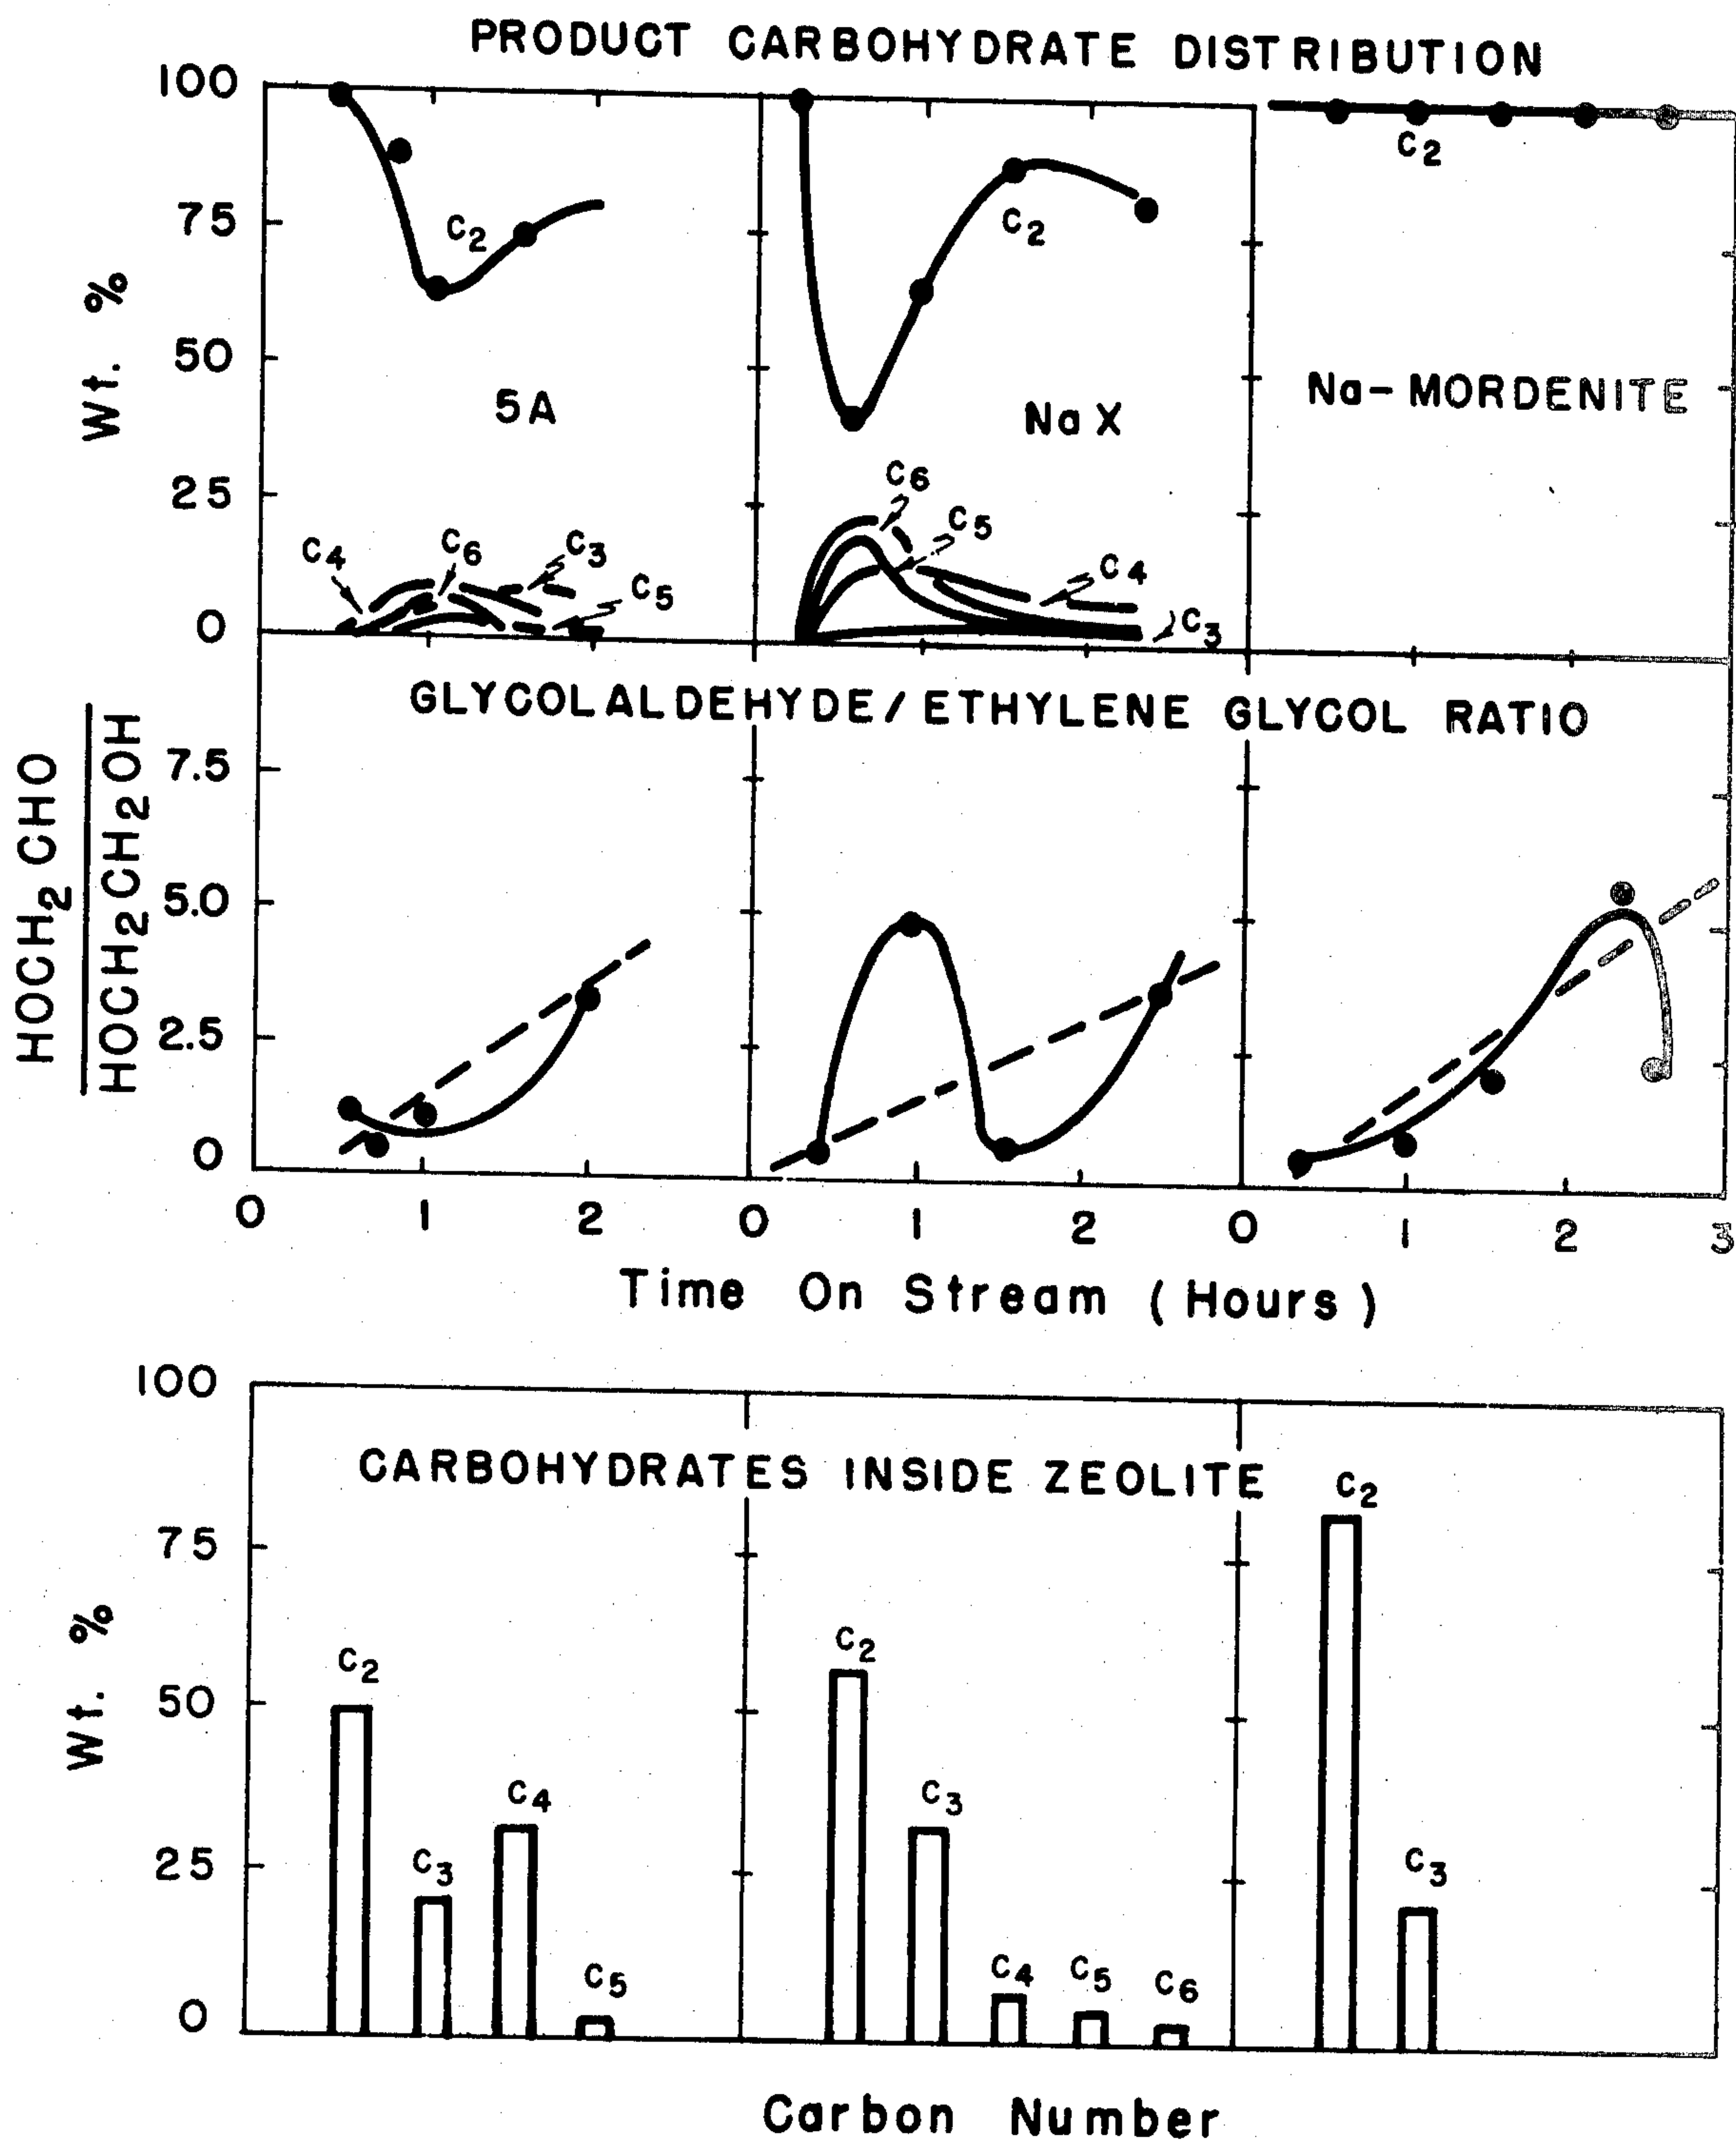 PRODUCT CARBOHYDRATE DISTRIBUTION
100
75
50
25
0
Wt. %
C2
5A
C4
C6
C3
C5
C2
Na X
C6
C5
C4
C3
C2
Na-MORDENITE
GLYCOLALDEHYDE/ETHYLENE GLYCOL RATIO
HOCH2CHO
HOCH2CH2OH
7.5
5.0
2.5
0
0 1 2 0 1 2 0 1 2 3
Time On Stream (Hours)
100
75
50
25
0
Wt. %
CARBOHYDRATES INSIDE ZEOLITE
C2
C3
C4
C5
C2
C3
C4
C5
C6
C2
C3
Carbon Number